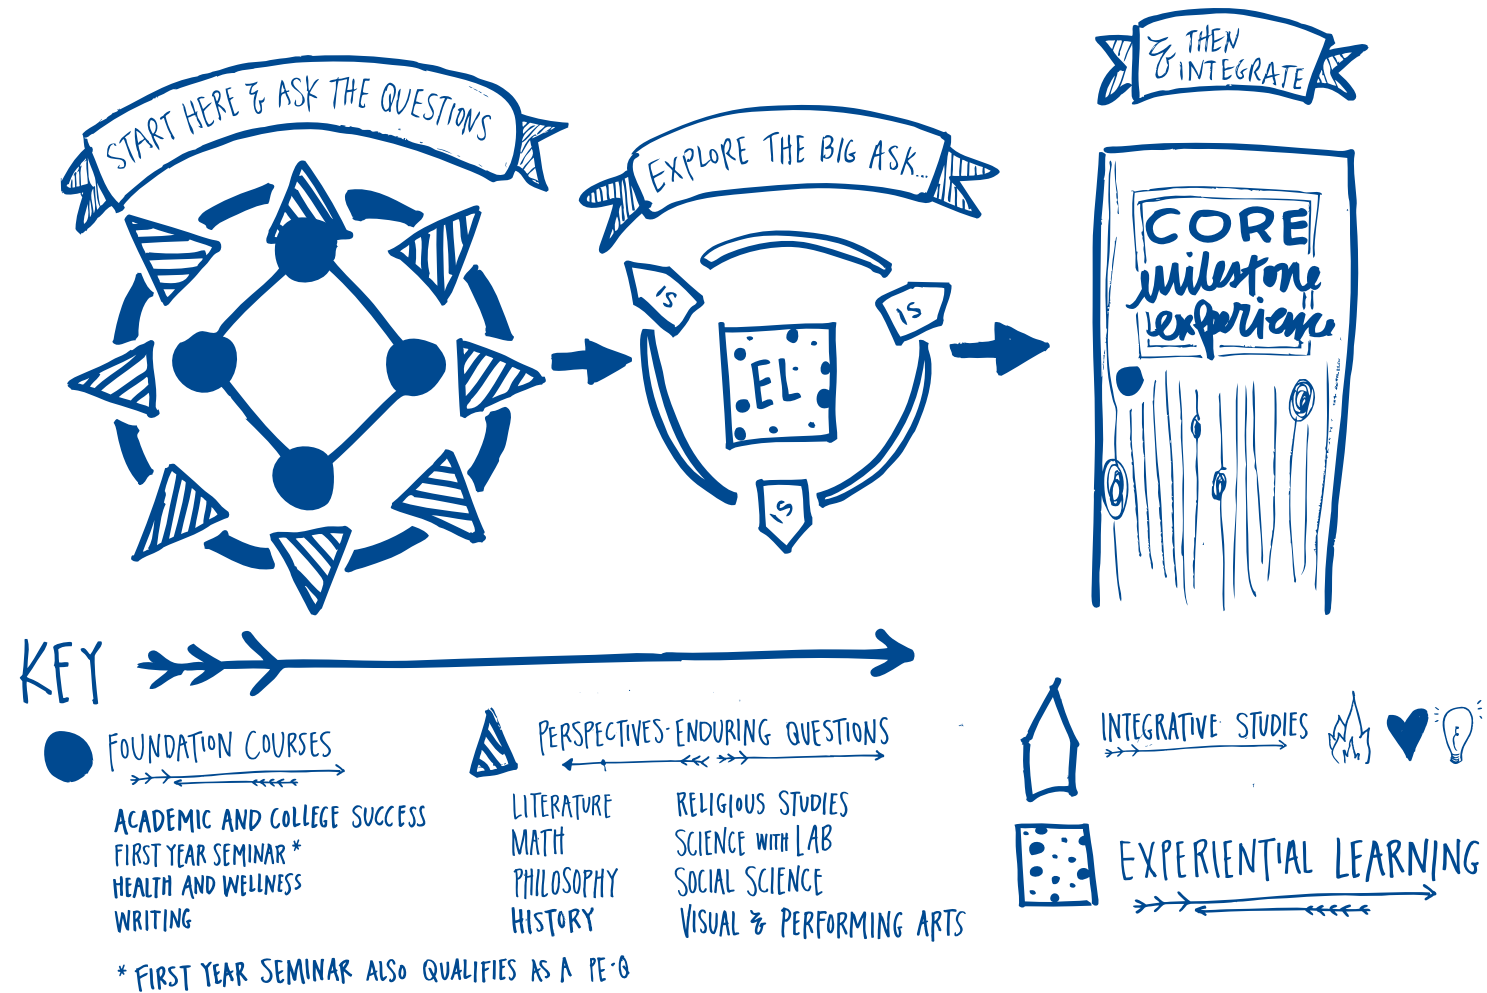 START HERE & ASK THE QUESTIONS
EXPLORE THE BIG ASK...
& THEN
INTEGRATE
IS
IS
EL
IS
CORE
milestone
experience
KEY
FOUNDATION COURSES
ACADEMIC AND COLLEGE SUCCESS
FIRST YEAR SEMINAR *
HEALTH AND WELLNESS
WRITING
* FIRST YEAR SEMINAR ALSO QUALIFIES AS A PE-Q
PERSPECTIVES-ENDURING QUESTIONS
LITERATURE
MATH
PHILOSOPHY
HISTORY
RELIGIOUS STUDIES
SCIENCE WITH LAB
SOCIAL SCIENCE
VISUAL & PERFORMING ARTS
INTEGRATIVE STUDIES
EXPERIENTIAL LEARNING